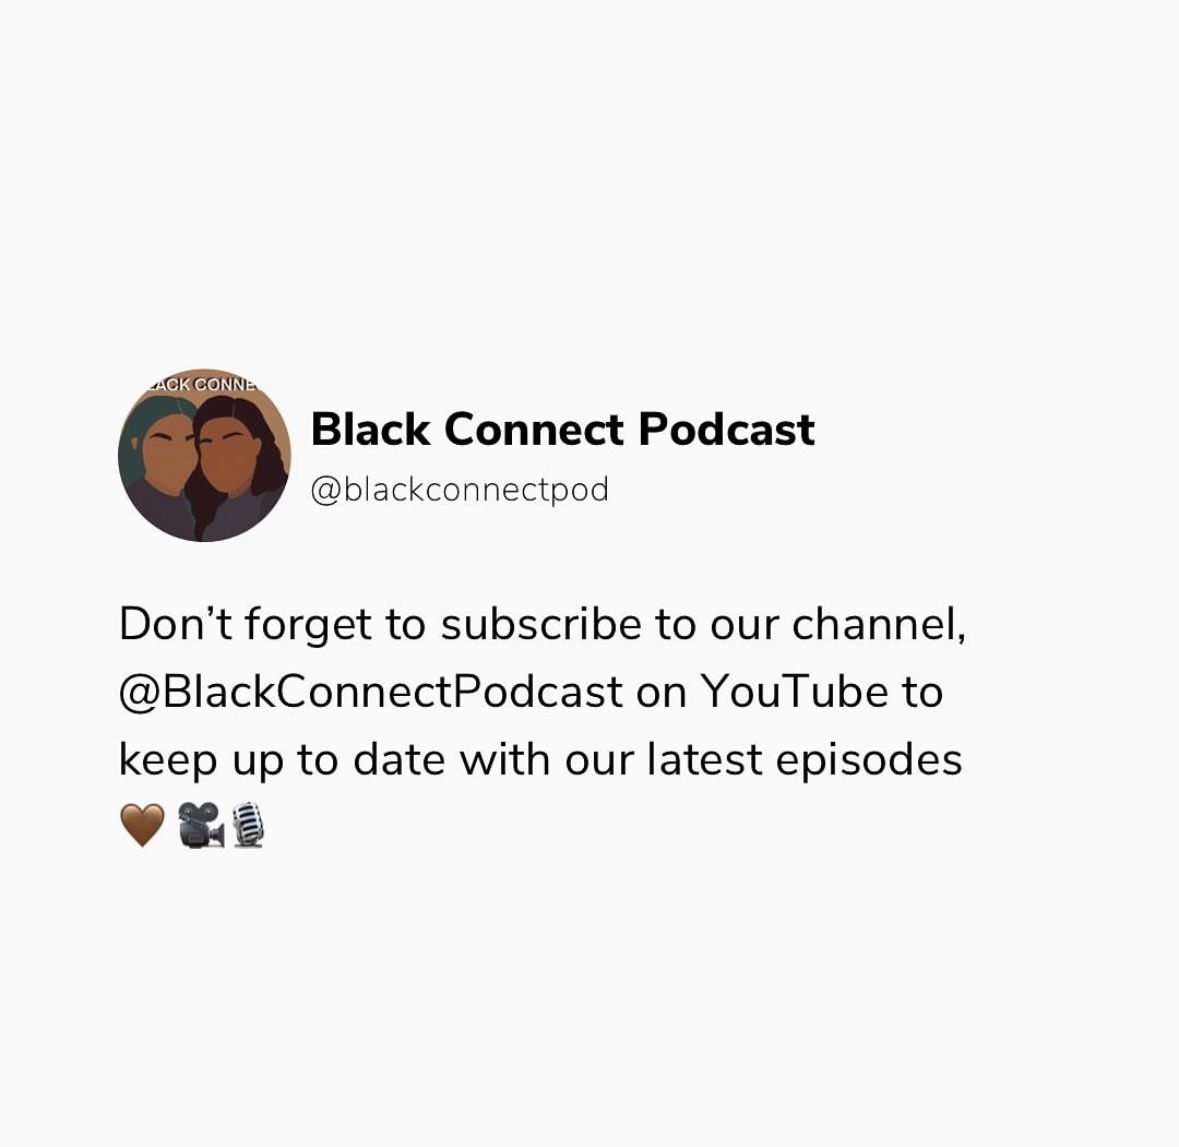 ACK CONNE
Black Connect Podcast
@blackconnectpod
Don’t forget to subscribe to our channel,
@BlackConnectPodcast on YouTube to
keep up to date with our latest episodes
🤎 🎥🎙